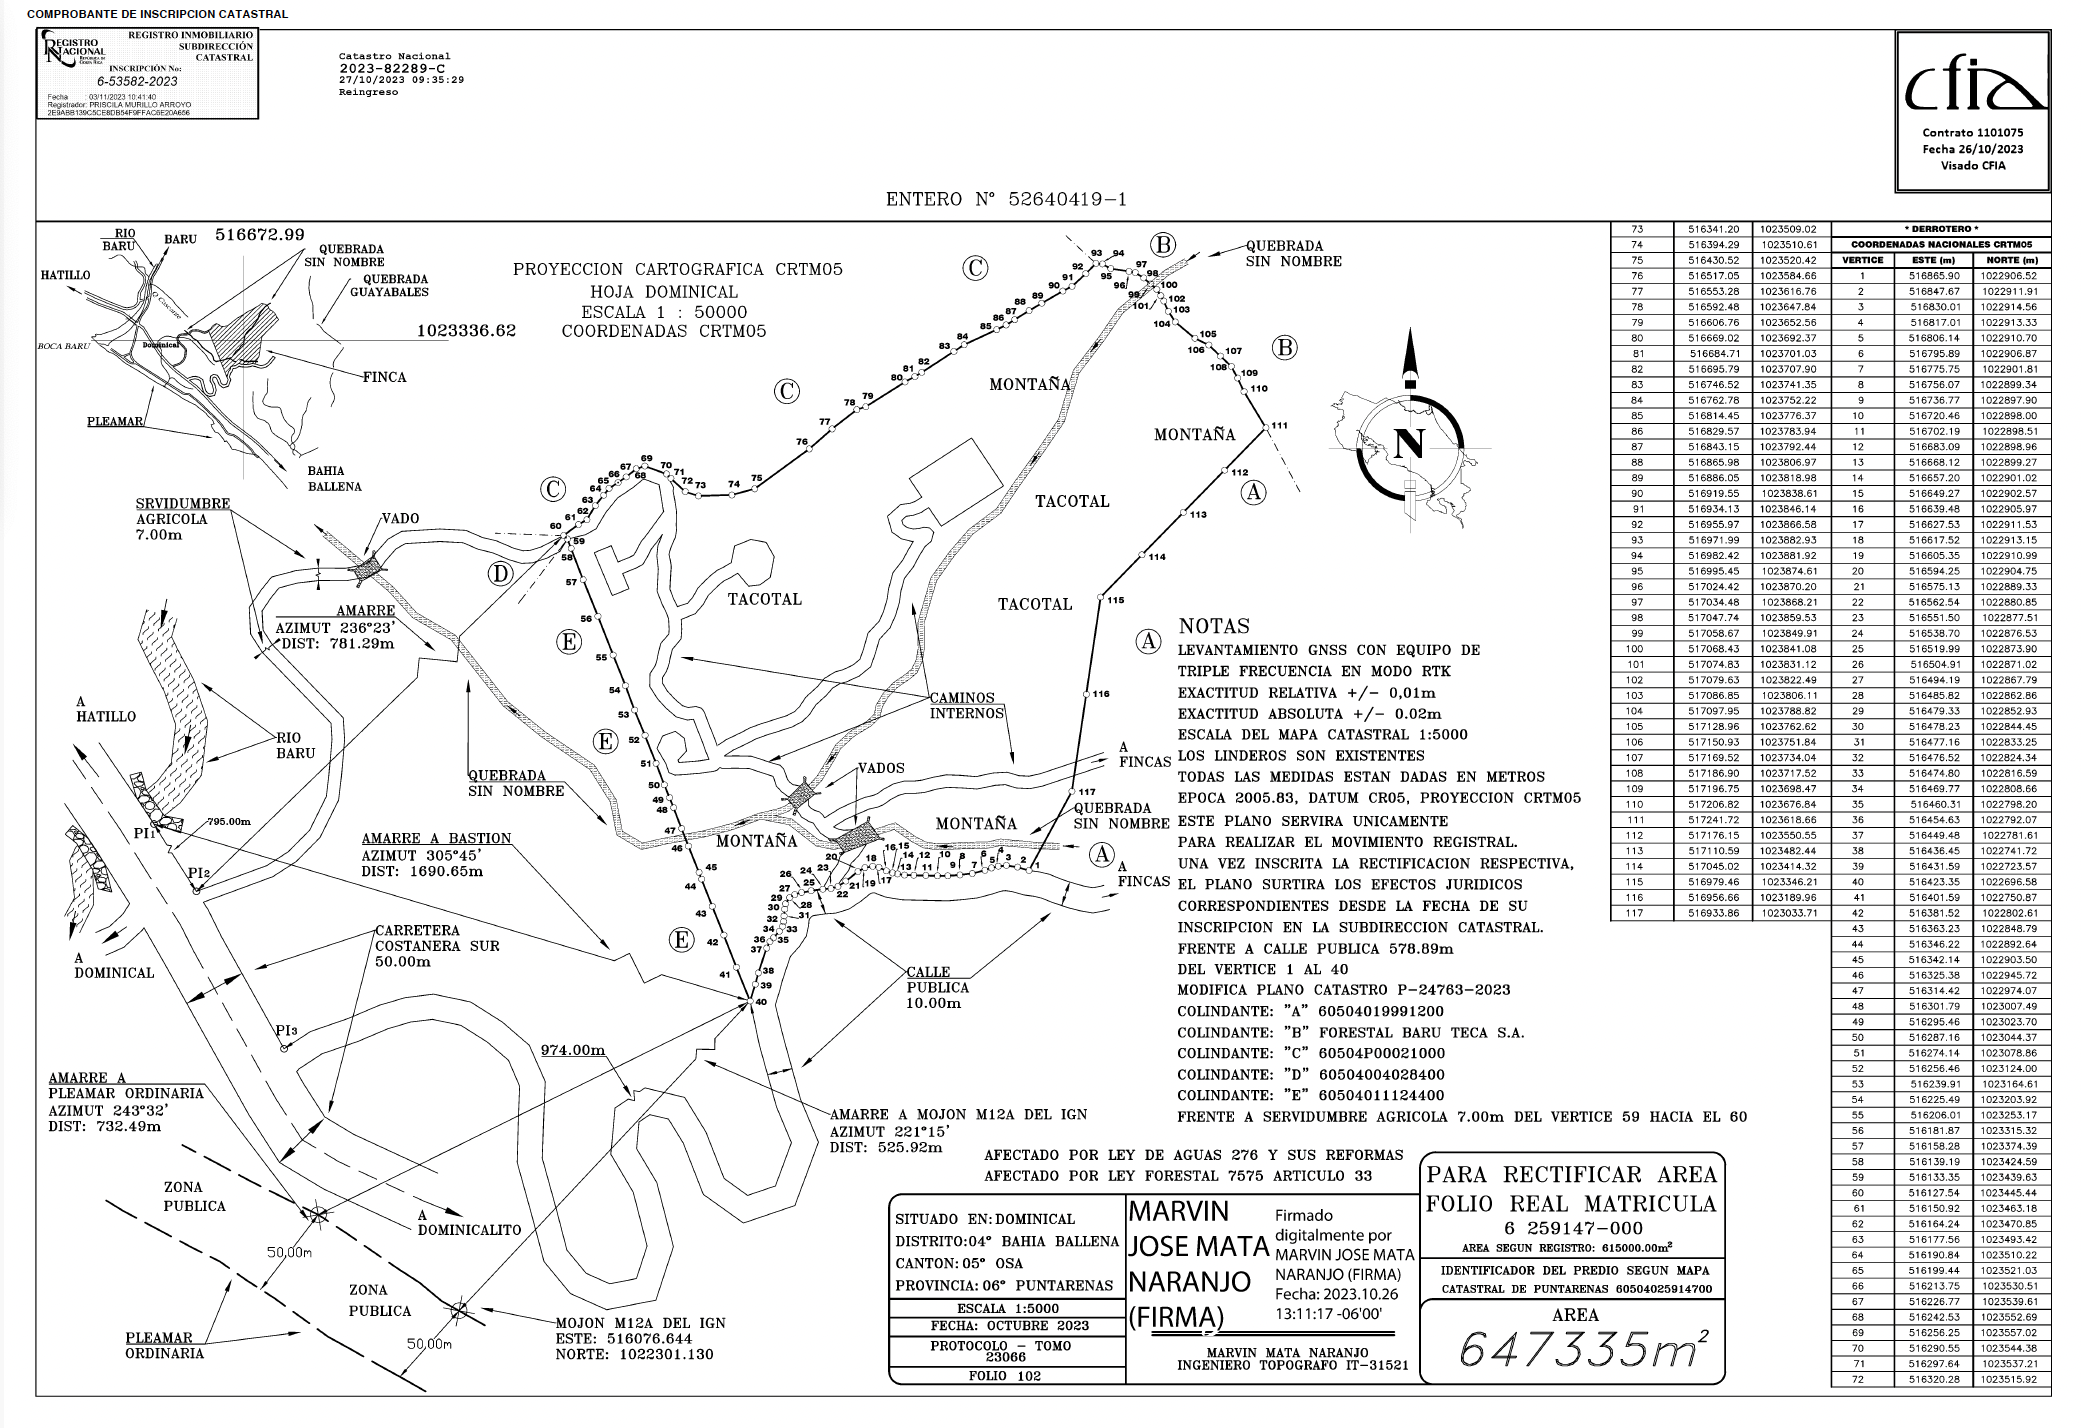 COMPROBANTE DE INSCRIPCION CATASTRAL
REGISTRO NACIONAL
REGISTRO INMOBILIARIO
SUBDIRECCIÓN
CATASTRAL
INSCRIPCIÓN No:
6-53582-2023
Fecha : 03/11/2023 10:41:40
Registrador: PRISCILA MURILLO ARROYO
2E9ABB139C5CE8DB54F9FFAC6E20A656
Catastro Nacional
2023-82289-C
27/10/2023 09:35:29
Reingreso
cfia
Contrato 1101075
Fecha 26/10/2023
Visado CFIA
ENTERO N° 52640419-1
RIO
BARU
BARU
516672.99
QUEBRADA
SIN NOMBRE
HATILLO
QUEBRADA
GUAYABALES
1023336.62
BOCA BARU
Dominical
FINCA
PLEAMAR
BAHIA
BALLENA
PROYECCION CARTOGRAFICA CRTM05
HOJA DOMINICAL
ESCALA 1 : 50000
COORDENADAS CRTM05
QUEBRADA
SIN NOMBRE
MONTAÑA
MONTAÑA
TACOTAL
TACOTAL
TACOTAL
N
SRVIDUMBRE
AGRICOLA
7.00m
VADO
AMARRE
AZIMUT 236°23'
DIST: 781.29m
A
HATILLO
RIO
BARU
QUEBRADA
SIN NOMBRE
CAMINOS
INTERNOS
VADOS
A
FINCAS
QUEBRADA
SIN NOMBRE
MONTAÑA
MONTAÑA
A
FINCAS
PI1
795.00m
PI2
AMARRE A BASTION
AZIMUT 305°45'
DIST: 1690.65m
CARRETERA
COSTANERA SUR
50.00m
A
DOMINICAL
CALLE
PUBLICA
10.00m
PI3
974.00m
AMARRE A
PLEAMAR ORDINARIA
AZIMUT 243°32'
DIST: 732.49m
AMARRE A MOJON M12A DEL IGN
AZIMUT 221°15'
DIST: 525.92m
ZONA
PUBLICA
A
DOMINICALITO
50,00m
ZONA
PUBLICA
50,00m
PLEAMAR
ORDINARIA
MOJON M12A DEL IGN
ESTE: 516076.644
NORTE: 1022301.130
NOTAS
LEVANTAMIENTO GNSS CON EQUIPO DE
TRIPLE FRECUENCIA EN MODO RTK
EXACTITUD RELATIVA +/- 0,01m
EXACTITUD ABSOLUTA +/- 0.02m
ESCALA DEL MAPA CATASTRAL 1:5000
LOS LINDEROS SON EXISTENTES
TODAS LAS MEDIDAS ESTAN DADAS EN METROS
EPOCA 2005.83, DATUM CR05, PROYECCION CRTM05
ESTE PLANO SERVIRA UNICAMENTE
PARA REALIZAR EL MOVIMIENTO REGISTRAL.
UNA VEZ INSCRITA LA RECTIFICACION RESPECTIVA,
EL PLANO SURTIRA LOS EFECTOS JURIDICOS
CORRESPONDIENTES DESDE LA FECHA DE SU
INSCRIPCION EN LA SUBDIRECCION CATASTRAL.
FRENTE A CALLE PUBLICA 578.89m
DEL VERTICE 1 AL 40
MODIFICA PLANO CATASTRO P-24763-2023
COLINDANTE: "A" 60504019991200
COLINDANTE: "B" FORESTAL BARU TECA S.A.
COLINDANTE: "C" 60504P00021000
COLINDANTE: "D" 60504004028400
COLINDANTE: "E" 60504011124400
FRENTE A SERVIDUMBRE AGRICOLA 7.00m DEL VERTICE 59 HACIA EL 60
AFECTADO POR LEY DE AGUAS 276 Y SUS REFORMAS
AFECTADO POR LEY FORESTAL 7575 ARTICULO 33
SITUADO EN: DOMINICAL
DISTRITO: 04° BAHIA BALLENA
CANTON: 05° OSA
PROVINCIA: 06° PUNTARENAS
ESCALA 1:5000
FECHA: OCTUBRE 2023
PROTOCOLO - TOMO
23066
FOLIO 102
MARVIN
JOSE MATA
NARANJO
(FIRMA)
Firmado
digitalmente por
MARVIN JOSE MATA
NARANJO (FIRMA)
Fecha: 2023.10.26
13:11:17 -06'00'
MARVIN MATA NARANJO
INGENIERO TOPOGRAFO IT-31521
PARA RECTIFICAR AREA
FOLIO REAL MATRICULA
6 259147-000
AREA SEGUN REGISTRO: 615000.00m²
IDENTIFICADOR DEL PREDIO SEGUN MAPA
CATASTRAL DE PUNTARENAS 60504025914700
AREA
647335m²
73 516341.20 1023509.02
74 516394.29 1023510.61
75 516430.52 1023520.42
76 516517.05 1023584.66
77 516553.28 1023616.76
78 516592.48 1023647.84
79 516606.76 1023652.56
80 516669.02 1023692.37
81 516684.71 1023701.03
82 516695.79 1023707.90
83 516746.52 1023741.35
84 516762.78 1023752.22
85 516814.45 1023776.37
86 516829.57 1023783.94
87 516843.15 1023792.44
88 516865.98 1023806.97
89 516886.05 1023818.98
90 516919.55 1023838.61
91 516934.13 1023846.14
92 516955.97 1023866.58
93 516971.99 1023882.93
94 516982.42 1023881.92
95 516995.45 1023874.61
96 517024.42 1023870.20
97 517034.48 1023868.21
98 517047.74 1023859.53
99 517058.67 1023849.91
100 517068.43 1023841.08
101 517074.83 1023831.12
102 517079.63 1023822.49
103 517086.85 1023806.11
104 517097.95 1023788.82
105 517128.96 1023762.62
106 517150.93 1023751.84
107 517169.52 1023734.04
108 517186.90 1023717.52
109 517196.75 1023698.47
110 517206.82 1023676.84
111 517241.72 1023618.66
112 517176.15 1023550.55
113 517110.59 1023482.44
114 517045.02 1023414.32
115 516979.46 1023346.21
116 516956.66 1023189.96
117 516933.86 1023033.71
* DERROTERO *
COORDENADAS NACIONALES CRTM05
VERTICE ESTE (m) NORTE (m)
1 516865.90 1022906.52
2 516847.67 1022911.91
3 516830.01 1022914.56
4 516817.01 1022913.33
5 516806.14 1022910.70
6 516795.89 1022906.87
7 516775.75 1022901.81
8 516756.07 1022899.34
9 516736.77 1022897.90
10 516720.46 1022898.00
11 516702.19 1022898.51
12 516683.09 1022898.96
13 516668.12 1022899.27
14 516657.20 1022901.02
15 516649.27 1022902.57
16 516639.48 1022905.97
17 516627.53 1022911.53
18 516617.52 1022913.15
19 516605.35 1022910.99
20 516594.25 1022904.75
21 516575.13 1022889.33
22 516562.54 1022880.85
23 516551.50 1022877.51
24 516538.70 1022876.53
25 516519.99 1022873.90
26 516504.91 1022871.02
27 516494.19 1022867.79
28 516485.82 1022862.86
29 516479.33 1022852.93
30 516478.23 1022844.45
31 516477.16 1022833.25
32 516476.52 1022824.34
33 516474.80 1022816.59
34 516469.77 1022808.66
35 516460.31 1022798.20
36 516454.63 1022792.07
37 516449.48 1022781.61
38 516436.45 1022741.72
39 516431.59 1022723.57
40 516423.35 1022696.58
41 516401.59 1022750.87
42 516381.52 1022802.61
43 516363.23 1022848.79
44 516346.22 1022892.64
45 516342.14 1022903.50
46 516325.38 1022945.72
47 516314.42 1022974.07
48 516301.79 1023007.49
49 516295.46 1023023.70
50 516287.16 1023044.37
51 516274.14 1023078.86
52 516256.46 1023124.00
53 516239.91 1023164.61
54 516225.49 1023203.92
55 516206.01 1023253.17
56 516181.87 1023315.32
57 516158.28 1023374.39
58 516139.19 1023424.59
59 516133.35 1023439.63
60 516127.54 1023445.44
61 516150.92 1023463.18
62 516164.24 1023470.85
63 516177.56 1023493.42
64 516190.84 1023510.22
65 516199.44 1023521.03
66 516213.75 1023530.51
67 516226.77 1023539.61
68 516242.53 1023552.69
69 516256.25 1023557.02
70 516290.55 1023544.38
71 516297.64 1023537.21
72 516320.28 1023515.92